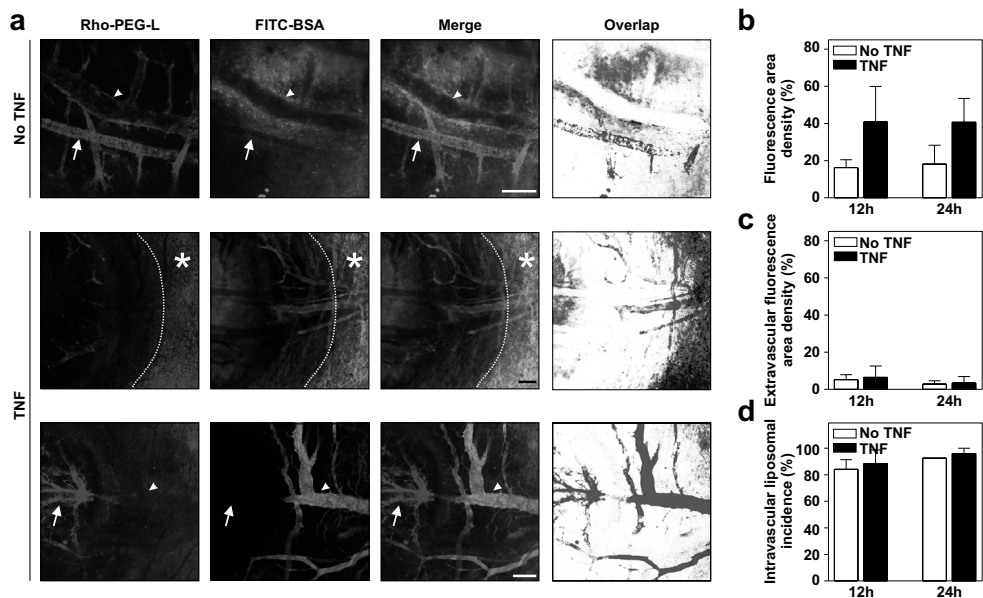 a
Rho-PEG-L
FITC-BSA
Merge
Overlap
No TNF
TNF
*
*
*
b
Fluorescence area
density (%)
80
60
40
20
0
No TNF
TNF
12h
24h
c
Extravascular fluorescence
area density (%)
80
60
40
20
0
No TNF
TNF
12h
24h
d
Intravascular liposomal
incidence (%)
100
80
60
40
20
0
No TNF
TNF
12h
24h